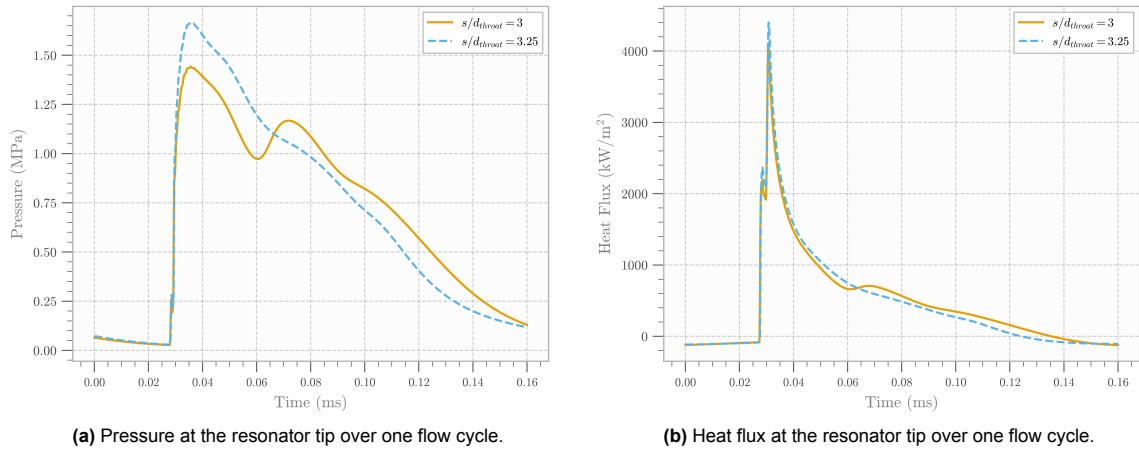 s/d_throat = 3
s/d_throat = 3.25
1.50
1.25
1.00
0.75
0.50
0.25
0.00
Pressure (MPa)
0.00 0.02 0.04 0.06 0.08 0.10 0.12 0.14 0.16
Time (ms)
(a) Pressure at the resonator tip over one flow cycle.
s/d_throat = 3
s/d_throat = 3.25
4000
3200
2400
1600
800
0
Heat Flux (kW/m²)
0.00 0.02 0.04 0.06 0.08 0.10 0.12 0.14 0.16
Time (ms)
(b) Heat flux at the resonator tip over one flow cycle.